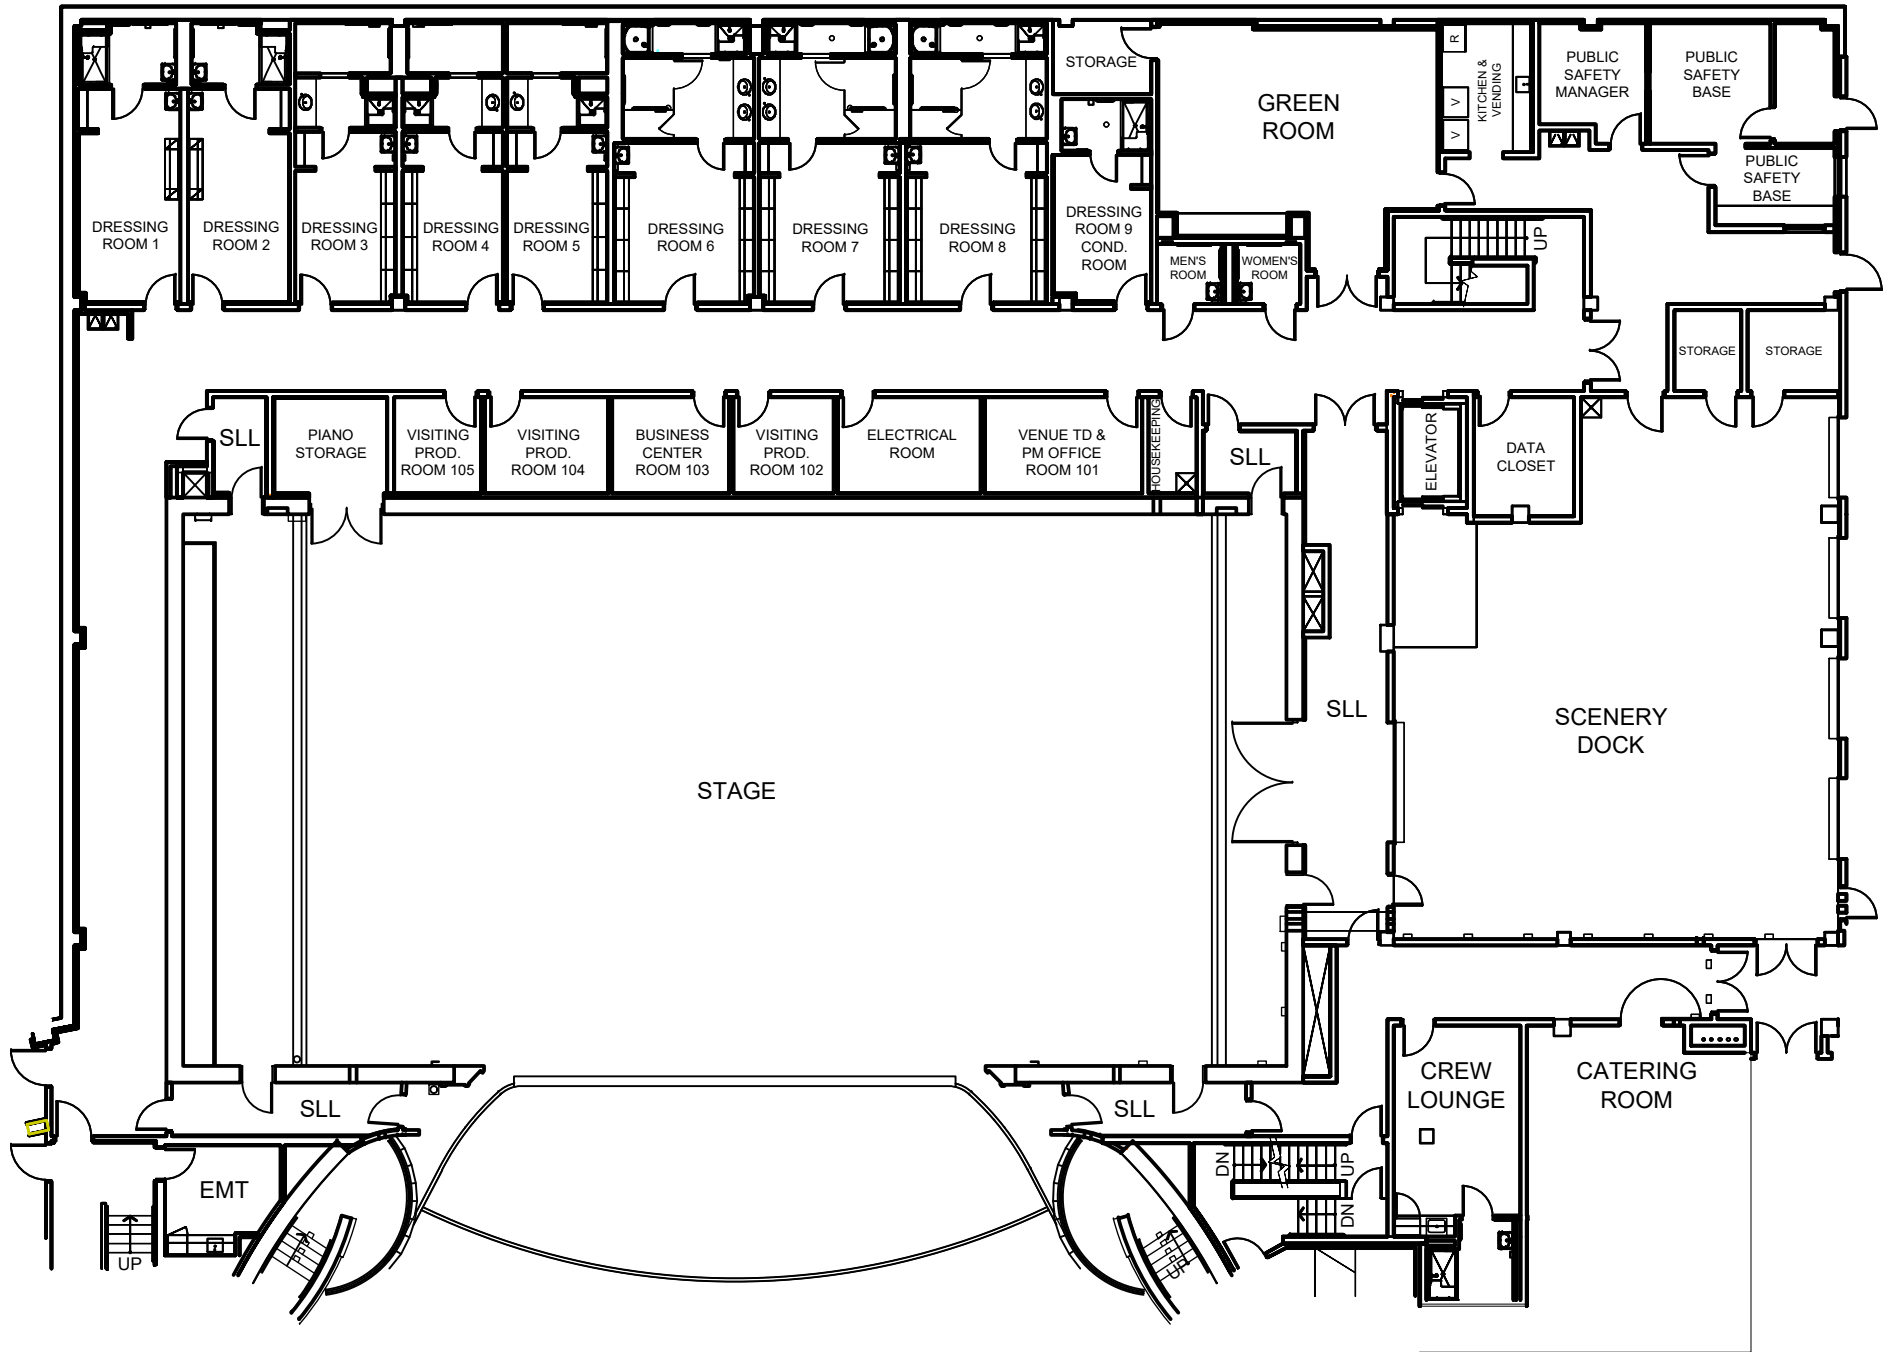 STORAGE
GREEN
ROOM
R
V
V
KITCHEN &
VENDING
PUBLIC
SAFETY
MANAGER
PUBLIC
SAFETY
BASE
PUBLIC
SAFETY
BASE
DRESSING
ROOM 1
DRESSING
ROOM 2
DRESSING
ROOM 3
DRESSING
ROOM 4
DRESSING
ROOM 5
DRESSING
ROOM 6
DRESSING
ROOM 7
DRESSING
ROOM 8
DRESSING
ROOM 9
COND.
ROOM
MEN'S
ROOM
WOMEN'S
ROOM
UP
STORAGE
STORAGE
SLL
PIANO
STORAGE
VISITING
PROD.
ROOM 105
VISITING
PROD.
ROOM 104
BUSINESS
CENTER
ROOM 103
VISITING
PROD.
ROOM 102
ELECTRICAL
ROOM
VENUE TD &
PM OFFICE
ROOM 101
HOUSEKEEPING
SLL
ELEVATOR
DATA
CLOSET
STAGE
SLL
SCENERY
DOCK
SLL
SLL
CREW
LOUNGE
CATERING
ROOM
EMT
UP
DN
UP
DN
UP